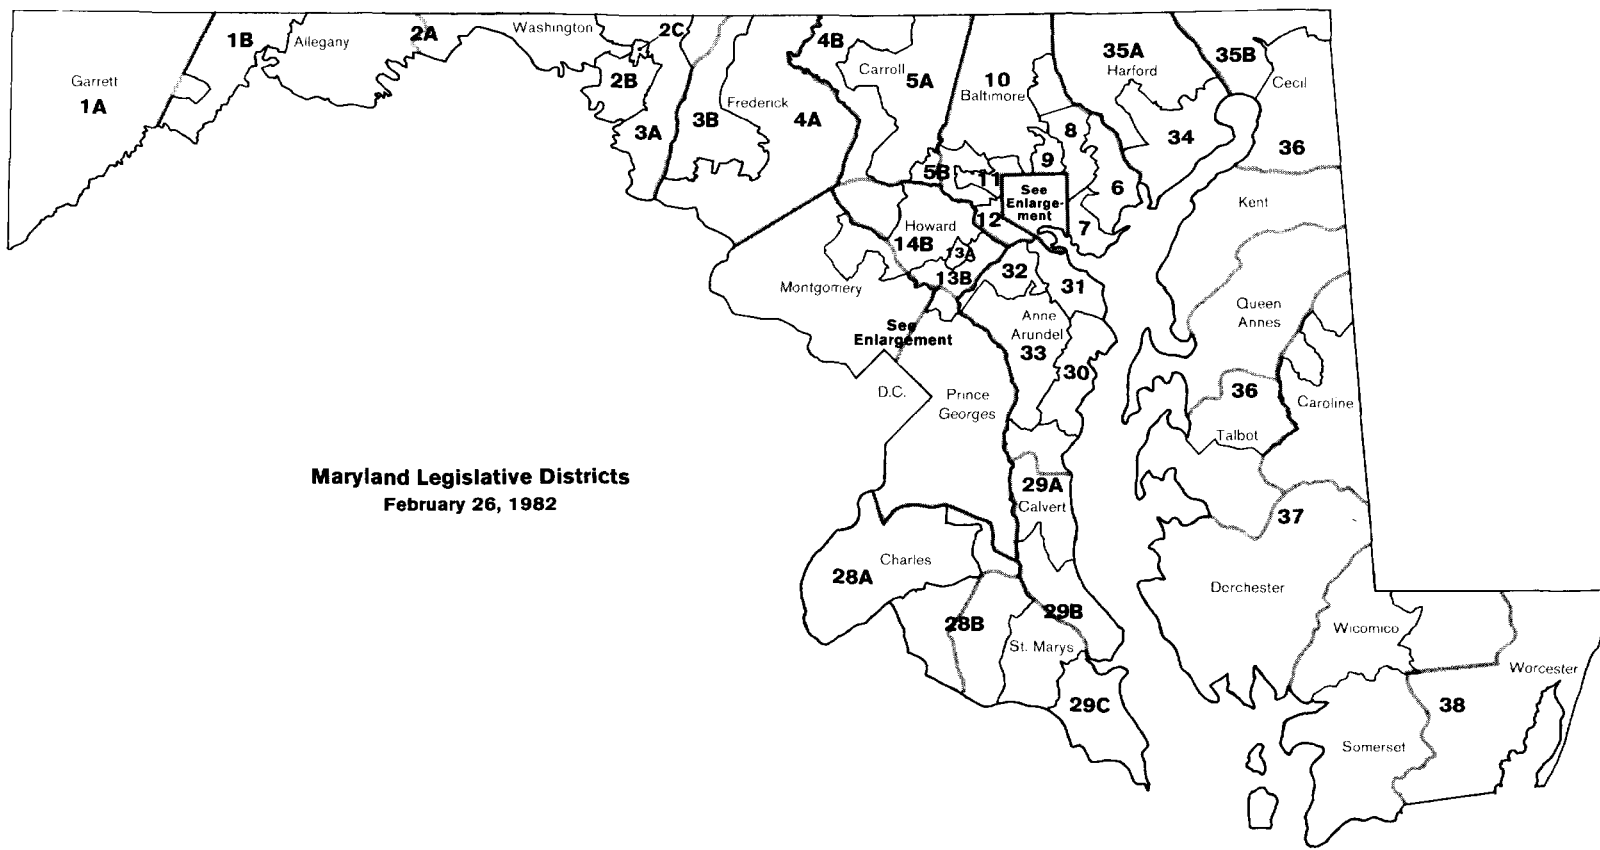 1B
Allegany
2A
Washington
2C
4B
35A
35B
Garrett
1A
2B
Carroll
5A
10
Baltimore
Harford
Cecil
3A
3B
Frederick
4A
8
34
36
5B
11
9
6
See
Enlarge-
ment
Kent
12
7
Howard
14B
13A
13B
32
31
Montgomery
Queen
Annes
Anne
Arundel
See
Enlargement
33
30
D.C.
Prince
Georges
36
Caroline
Talbot
Maryland Legislative Districts
February 26, 1982
29A
Calvert
37
Charles
28A
Dorchester
28B
29B
St. Marys
Wicomico
Worcester
29C
38
Somerset